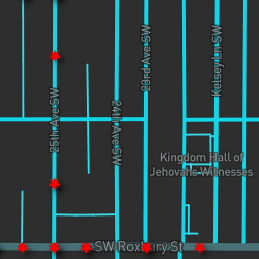 25th Ave SW
24th Ave SW
23rd Ave SW
Kelsey Ln SW
Kingdom Hall of
Jehovahs Witnesses
SW Roxbury St